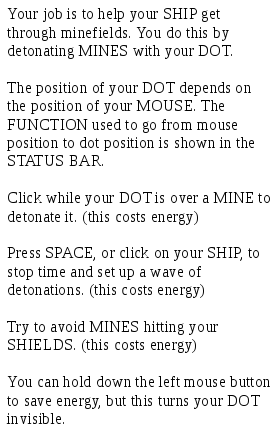 Your job is to help your SHIP get
through minefields. You do this by
detonating MINES with your DOT.
The position of your DOT depends on
the position of your MOUSE. The
FUNCTION used to go from mouse
position to dot position is shown in the
STATUS BAR.
Click while your DOT is over a MINE to
detonate it. (this costs energy)
Press SPACE, or click on your SHIP, to
stop time and set up a wave of
detonations. (this costs energy)
Try to avoid MINES hitting your
SHIELDS. (this costs energy)
You can hold down the left mouse button
to save energy, but this turns your DOT
invisible.